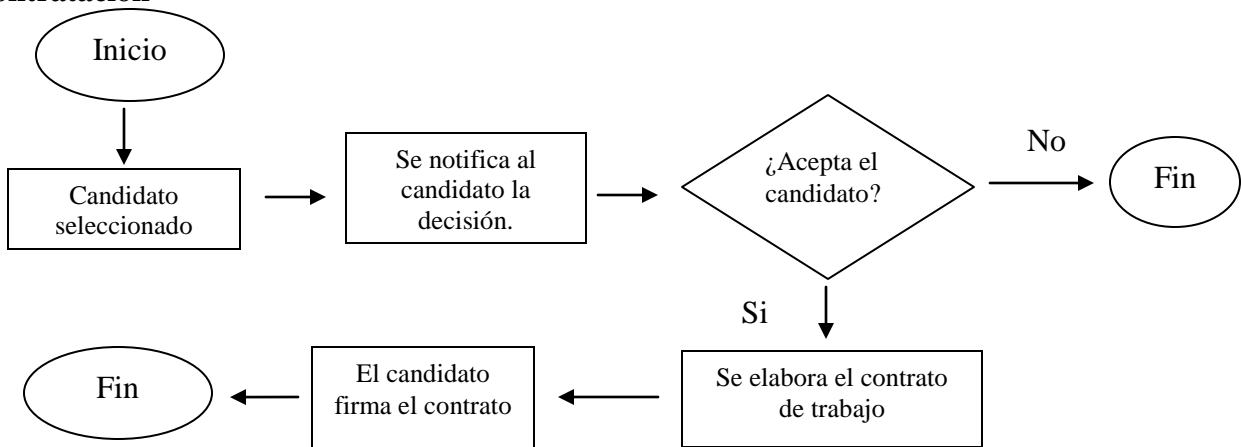 Inicio
Candidato
seleccionado
Se notifica al
candidato la
decisión.
¿Acepta el
candidato?
No
Fin
Si
Se elabora el contrato
de trabajo
El candidato
firma el contrato
Fin